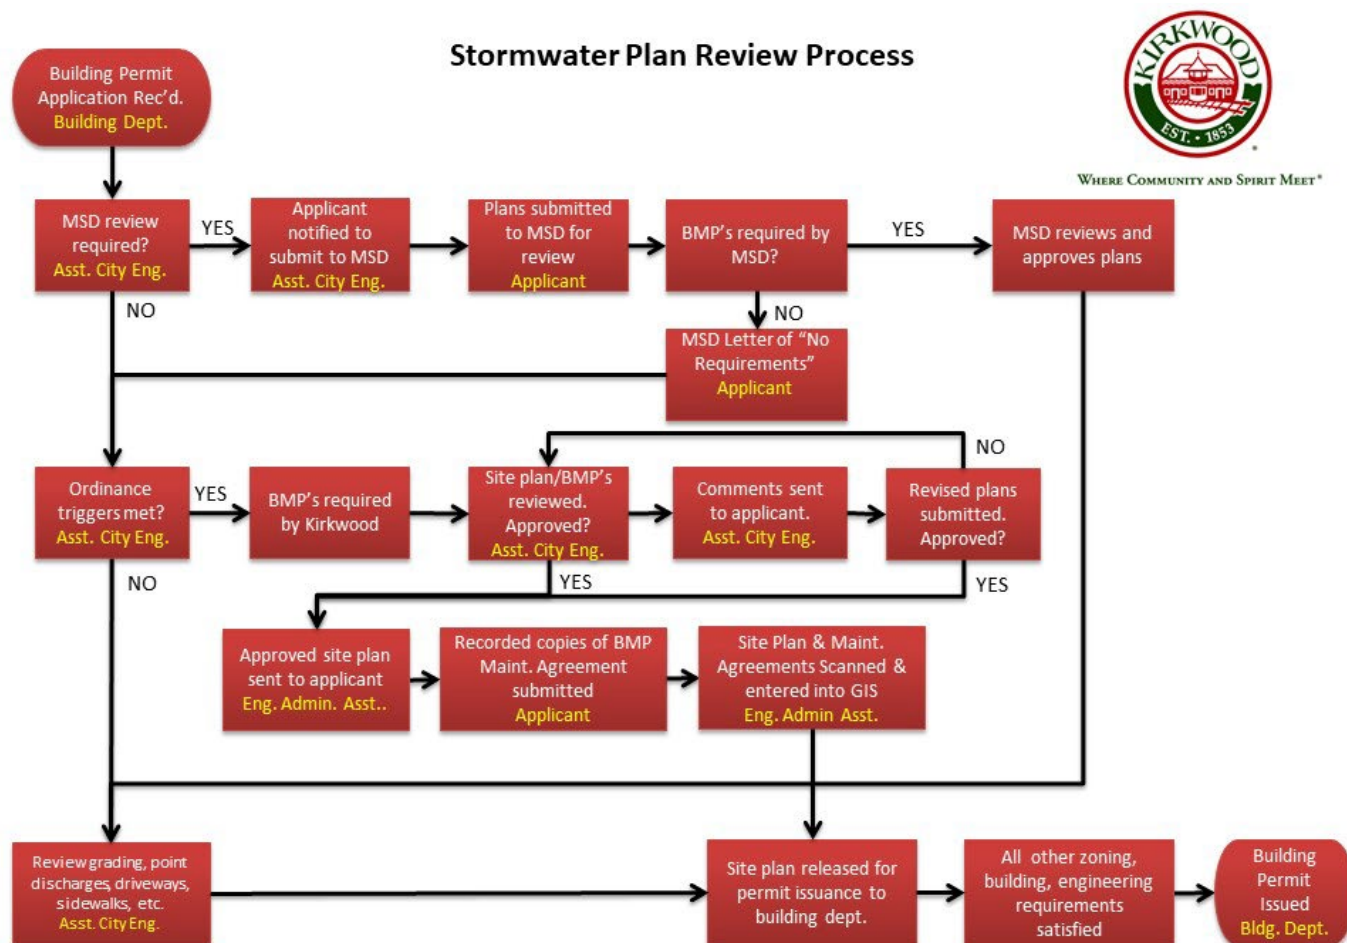 Stormwater Plan Review Process
KIRKWOOD
EST. • 1853
WHERE COMMUNITY AND SPIRIT MEET®
Building Permit
Application Rec’d.
Building Dept.
MSD review
required?
Asst. City Eng.
YES
Applicant
notified to
submit to MSD
Asst. City Eng.
Plans submitted
to MSD for
review
Applicant
BMP’s required by
MSD?
YES
MSD reviews and
approves plans
NO
NO
MSD Letter of “No
Requirements”
Applicant
Ordinance
triggers met?
Asst. City Eng.
YES
BMP’s required
by Kirkwood
Site plan/BMP’s
reviewed.
Approved?
Asst. City Eng.
Comments sent
to applicant.
Asst. City Eng.
NO
Revised plans
submitted.
Approved?
NO
YES
YES
Approved site plan
sent to applicant
Eng. Admin. Asst..
Recorded copies of BMP
Maint. Agreement
submitted
Applicant
Site Plan & Maint.
Agreements Scanned &
entered into GIS
Eng. Admin Asst.
Review grading, point
discharges, driveways,
sidewalks, etc.
Asst. City Eng.
Site plan released for
permit issuance to
building dept.
All other zoning,
building, engineering
requirements
satisfied
Building
Permit
Issued
Bldg. Dept.